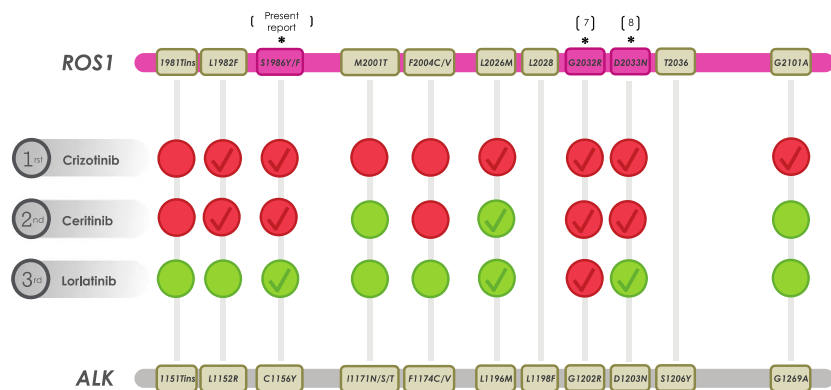 ( Present report )
*
[ 7 ]
*
[ 8 ]
*
ROS1
1981Tins L1982F S1986Y/F M2001T F2004C/V L2026M L2028 G2032R D2033N T2036 G2101A
1rst Crizotinib
2nd Ceritinib
3rd Lorlatinib
ALK
1151Tins L1152R C1156Y I1171N/S/T F1174C/V L1196M L1198F G1202R D1203N S1206Y G1269A